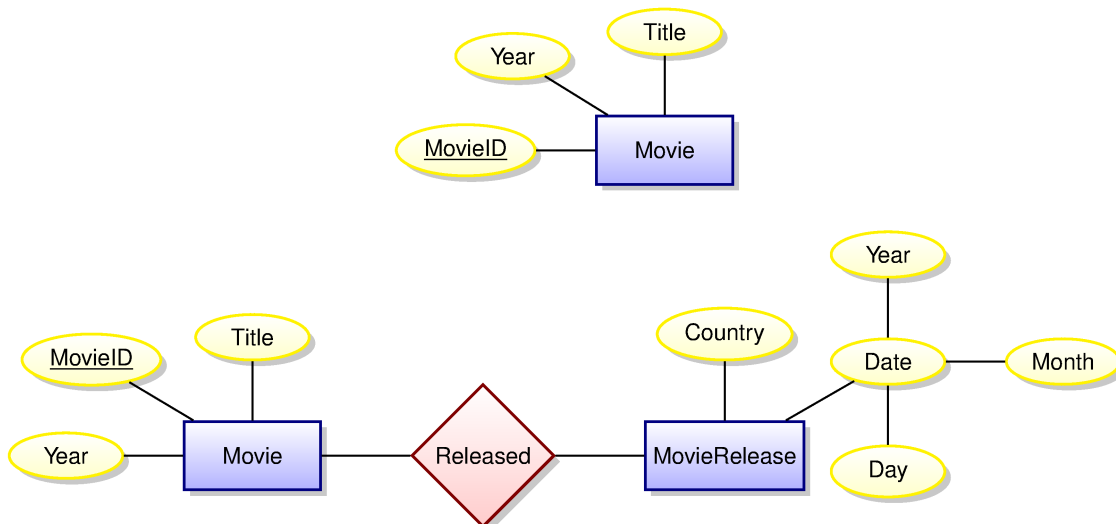 Title
Year
MovieID
Movie
Year
Country
Title
MovieID
Date
Month
Year
Movie
Released
MovieRelease
Day